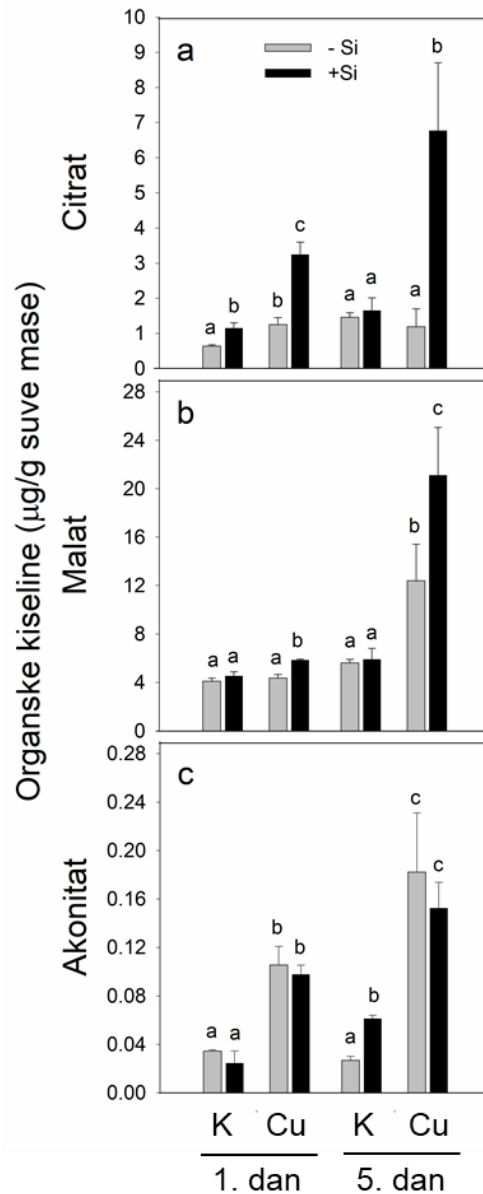 Organske kiseline (µg/g suve mase)
Citrat
10
9
8
7
6
5
4
3
2
1
0
a
- Si
+Si
a
b
b
c
a
a
a
b
Malat
28
24
20
16
12
8
4
0
b
a
a
a
b
a
a
b
c
Akonitat
0.28
0.24
0.20
0.16
0.12
0.08
0.04
0.00
c
a
a
b
b
a
b
c
c
K Cu K Cu
1. dan 5. dan